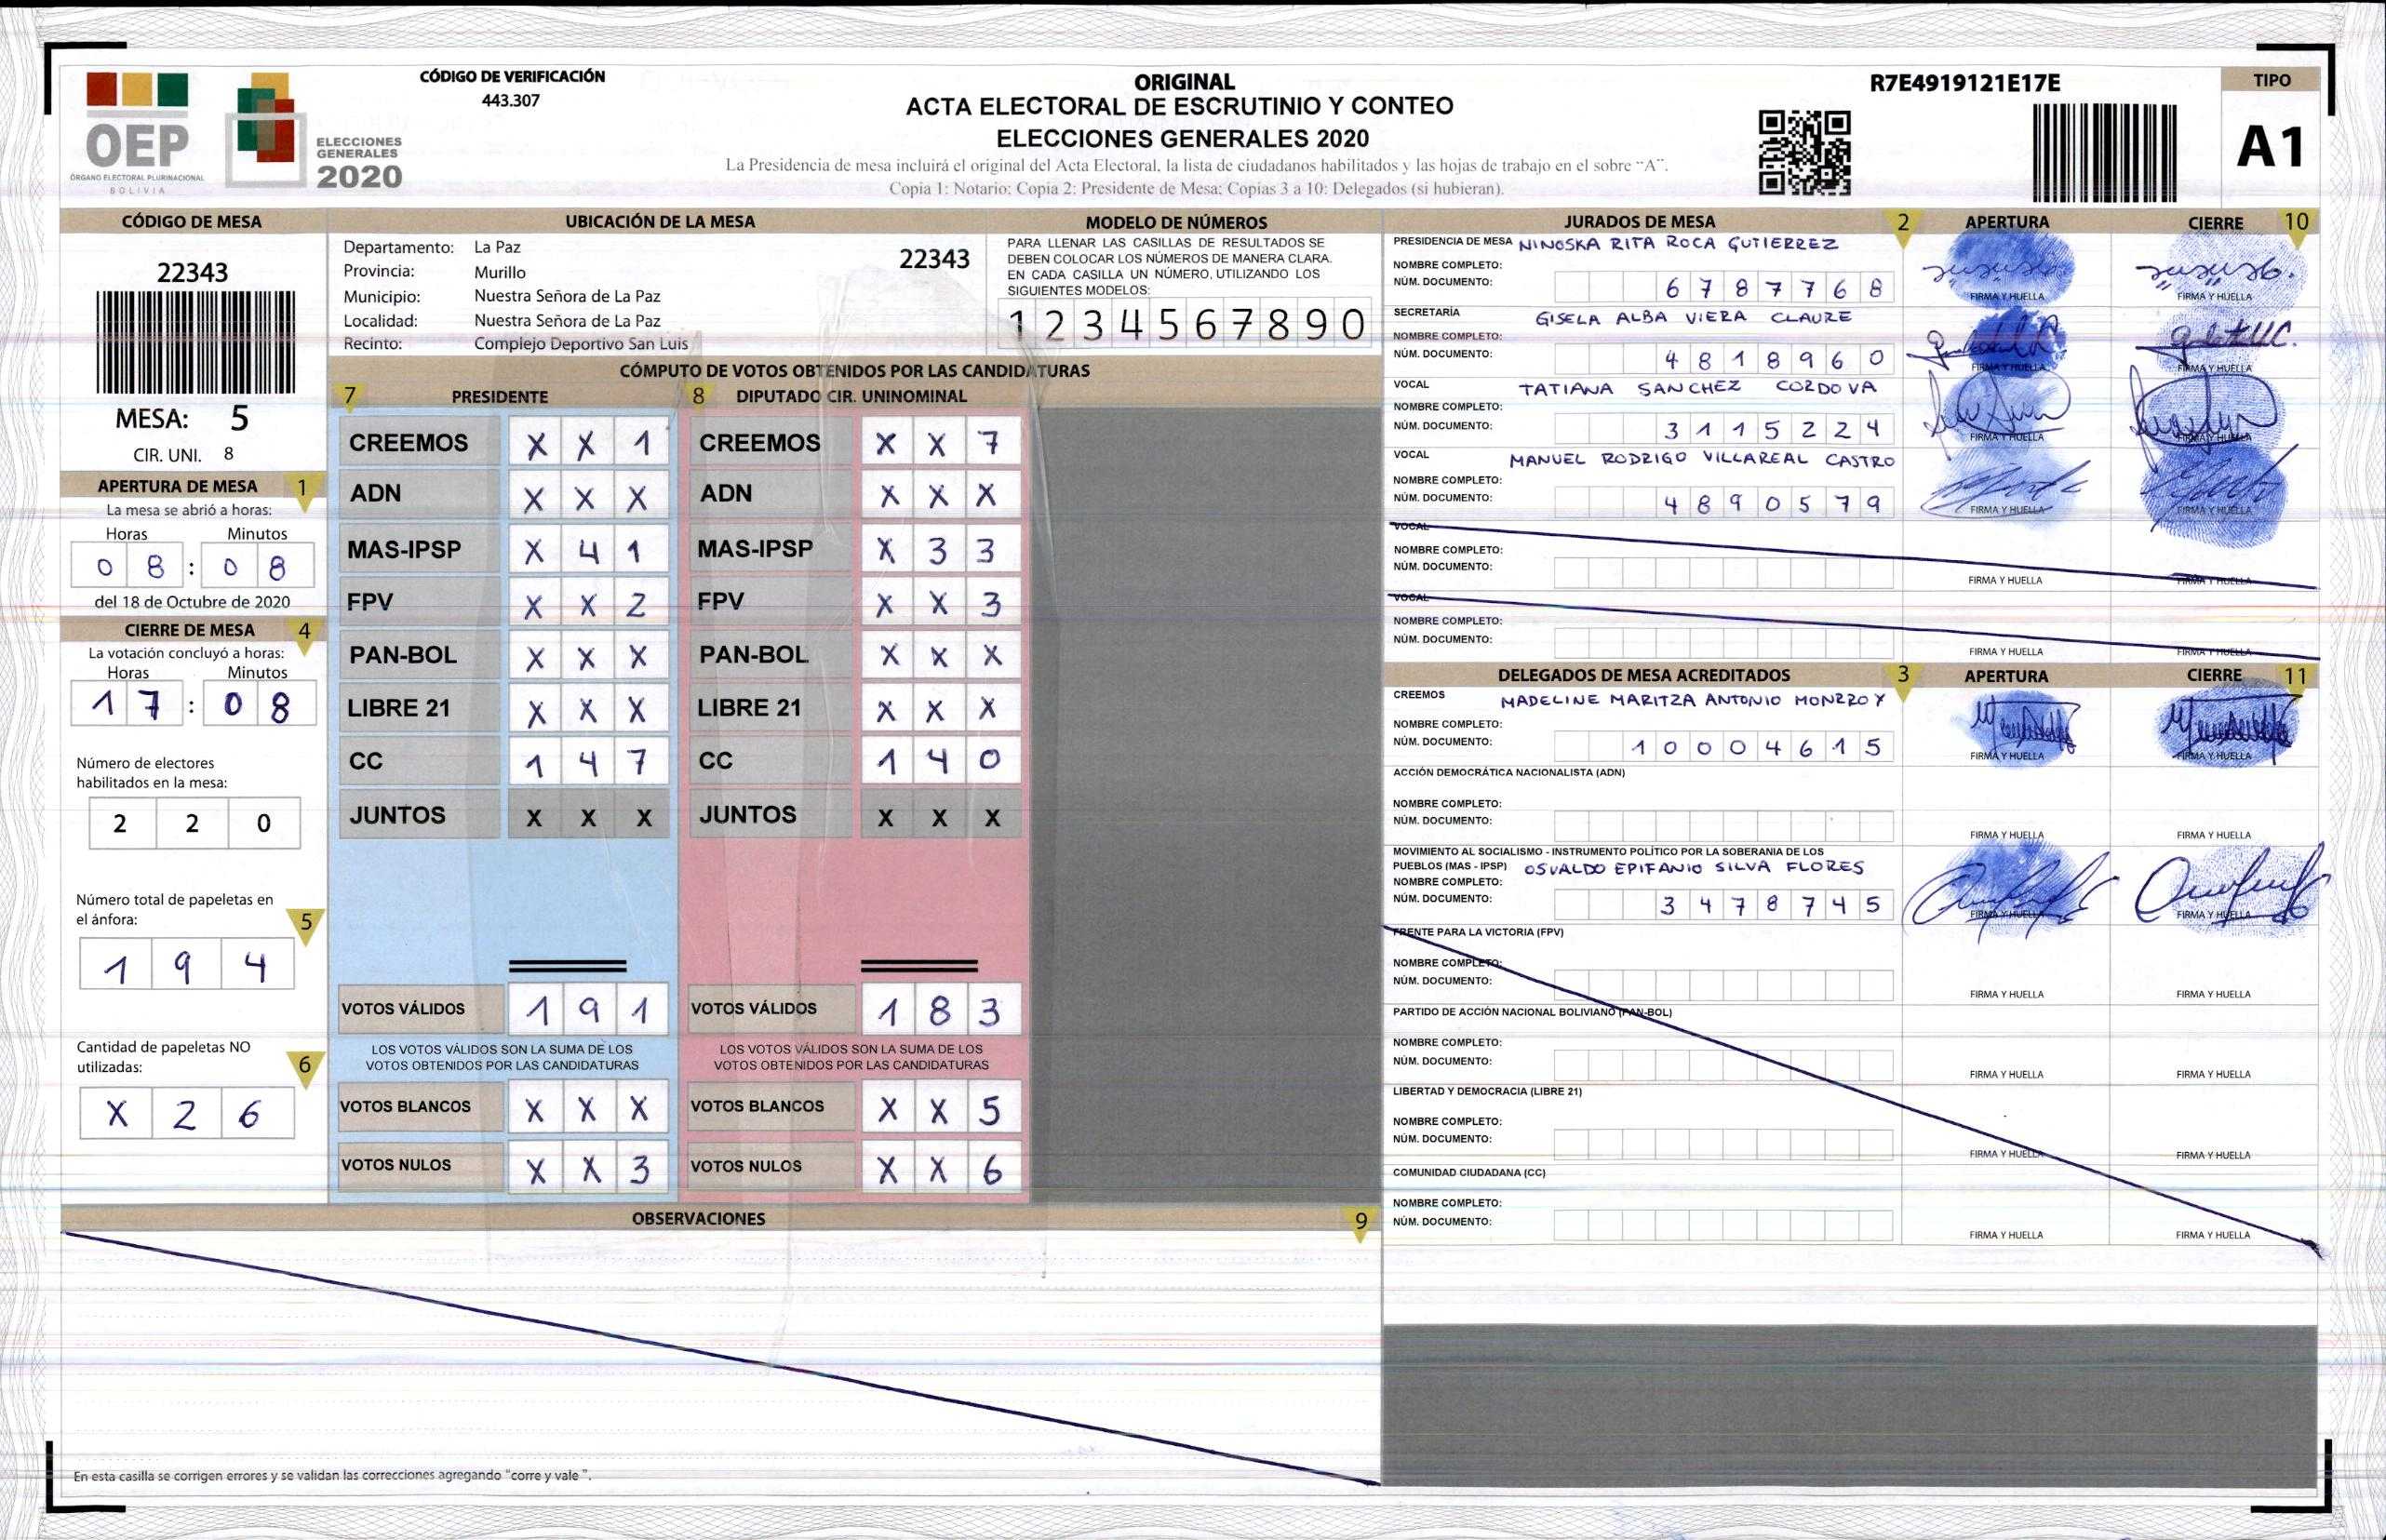 CÓDIGO DE VERIFICACIÓN
443.307
ORIGINAL
ACTA ELECTORAL DE ESCRUTINIO Y CONTEO
ELECCIONES GENERALES 2020
La Presidencia de mesa incluirá el original del Acta Electoral, la lista de ciudadanos habilitados y las hojas de trabajo en el sobre “A”.
Copia 1: Notario; Copia 2: Presidente de Mesa; Copias 3 a 10: Delegados (si hubieran).
R7E4919121E17E
TIPO
A1
OEP
ÓRGANO ELECTORAL PLURINACIONAL
BOLIVIA
ELECCIONES
GENERALES
2020
CÓDIGO DE MESA
22343
MESA: 5
CIR. UNI. 8
APERTURA DE MESA 1
La mesa se abrió a horas:
Horas Minutos
0 8 : 0 8
del 18 de Octubre de 2020
CIERRE DE MESA 4
La votación concluyó a horas:
Horas Minutos
1 7 : 0 8
Número de electores
habilitados en la mesa:
2 2 0
Número total de papeletas en
el ánfora: 5
1 9 4
Cantidad de papeletas NO
utilizadas: 6
X 2 6
UBICACIÓN DE LA MESA
Departamento: La Paz 22343
Provincia: Murillo
Municipio: Nuestra Señora de La Paz
Localidad: Nuestra Señora de La Paz
Recinto: Complejo Deportivo San Luis
MODELO DE NÚMEROS
PARA LLENAR LAS CASILLAS DE RESULTADOS SE
DEBEN COLOCAR LOS NÚMEROS DE MANERA CLARA.
EN CADA CASILLA UN NÚMERO, UTILIZANDO LOS
SIGUIENTES MODELOS:
1 2 3 4 5 6 7 8 9 0
CÓMPUTO DE VOTOS OBTENIDOS POR LAS CANDIDATURAS
7 PRESIDENTE 8 DIPUTADO CIR. UNINOMINAL
CREEMOS X X 1 CREEMOS X X 7
ADN X X X ADN X X X
MAS-IPSP X 4 1 MAS-IPSP X 3 3
FPV X X 2 FPV X X 3
PAN-BOL X X X PAN-BOL X X X
LIBRE 21 X X X LIBRE 21 X X X
CC 1 4 7 CC 1 4 0
JUNTOS X X X JUNTOS X X X
VOTOS VÁLIDOS 1 9 1 VOTOS VÁLIDOS 1 8 3
LOS VOTOS VÁLIDOS SON LA SUMA DE LOS LOS VOTOS VÁLIDOS SON LA SUMA DE LOS
VOTOS OBTENIDOS POR LAS CANDIDATURAS VOTOS OBTENIDOS POR LAS CANDIDATURAS
VOTOS BLANCOS X X X VOTOS BLANCOS X X 5
VOTOS NULOS X X 3 VOTOS NULOS X X 6
OBSERVACIONES 9
En esta casilla se corrigen errores y se validan las correcciones agregando "corre y vale".
JURADOS DE MESA 2 APERTURA CIERRE 10
PRESIDENCIA DE MESA NINOSKA RITA ROCA GUTIERREZ
NOMBRE COMPLETO:
NÚM. DOCUMENTO: 6 7 8 7 7 6 8
FIRMA Y HUELLA FIRMA Y HUELLA
SECRETARÍA GISELA ALBA VIERA CLAURE
NOMBRE COMPLETO:
NÚM. DOCUMENTO: 4 8 1 8 9 6 0
FIRMA Y HUELLA FIRMA Y HUELLA
VOCAL TATIANA SANCHEZ CORDOVA
NOMBRE COMPLETO:
NÚM. DOCUMENTO: 3 1 1 5 2 2 4
FIRMA Y HUELLA FIRMA Y HUELLA
VOCAL MANUEL RODRIGO VILLAREAL CASTRO
NOMBRE COMPLETO:
NÚM. DOCUMENTO: 4 8 9 0 5 7 9
FIRMA Y HUELLA FIRMA Y HUELLA
VOCAL
NOMBRE COMPLETO:
NÚM. DOCUMENTO:
FIRMA Y HUELLA FIRMA Y HUELLA
VOCAL
NOMBRE COMPLETO:
NÚM. DOCUMENTO:
FIRMA Y HUELLA FIRMA Y HUELLA
DELEGADOS DE MESA ACREDITADOS 3 APERTURA CIERRE 11
CREEMOS MADELINE MARITZA ANTONIO MONRROY
NOMBRE COMPLETO:
NÚM. DOCUMENTO: 1 0 0 0 4 6 1 5
FIRMA Y HUELLA FIRMA Y HUELLA
ACCIÓN DEMOCRÁTICA NACIONALISTA (ADN)
NOMBRE COMPLETO:
NÚM. DOCUMENTO:
FIRMA Y HUELLA FIRMA Y HUELLA
MOVIMIENTO AL SOCIALISMO - INSTRUMENTO POLÍTICO POR LA SOBERANIA DE LOS
PUEBLOS (MAS - IPSP) OSVALDO EPIFANIO SILVA FLORES
NOMBRE COMPLETO:
NÚM. DOCUMENTO: 3 4 7 8 7 4 5
FIRMA Y HUELLA FIRMA Y HUELLA
FRENTE PARA LA VICTORIA (FPV)
NOMBRE COMPLETO:
NÚM. DOCUMENTO:
FIRMA Y HUELLA FIRMA Y HUELLA
PARTIDO DE ACCIÓN NACIONAL BOLIVIANO (PAN-BOL)
NOMBRE COMPLETO:
NÚM. DOCUMENTO:
FIRMA Y HUELLA FIRMA Y HUELLA
LIBERTAD Y DEMOCRACIA (LIBRE 21)
NOMBRE COMPLETO:
NÚM. DOCUMENTO:
FIRMA Y HUELLA FIRMA Y HUELLA
COMUNIDAD CIUDADANA (CC)
NOMBRE COMPLETO:
NÚM. DOCUMENTO:
FIRMA Y HUELLA FIRMA Y HUELLA